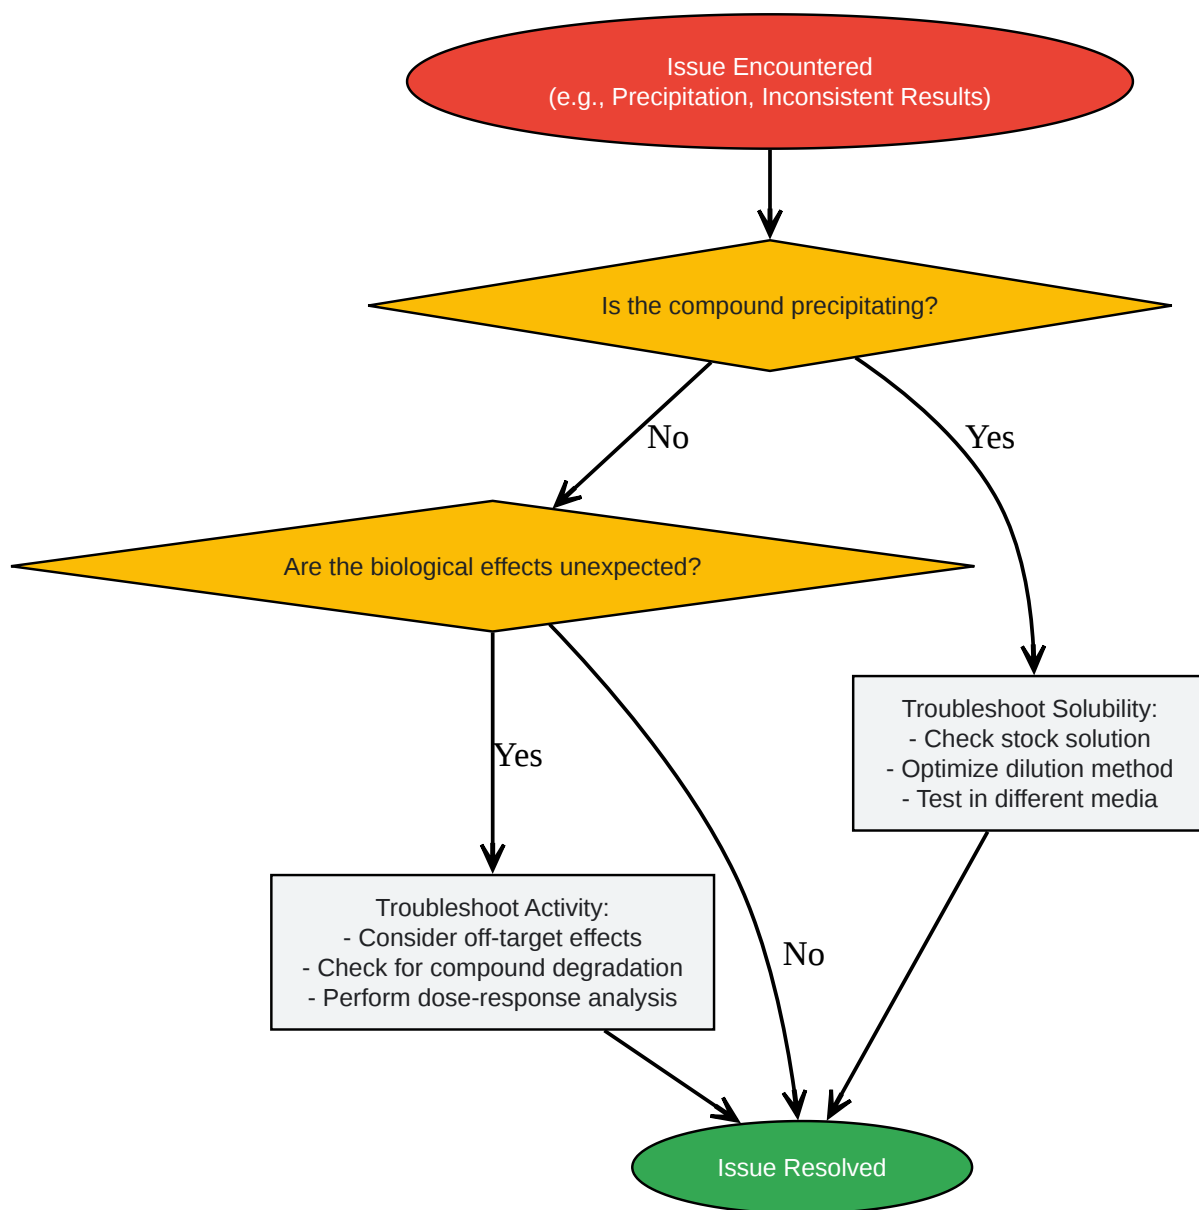 Issue Encountered
(e.g., Precipitation, Inconsistent Results)
Is the compound precipitating?
No
Yes
Are the biological effects unexpected?
Troubleshoot Solubility:
- Check stock solution
- Optimize dilution method
- Test in different media
Yes
Troubleshoot Activity:
- Consider off-target effects
- Check for compound degradation
- Perform dose-response analysis
No
Issue Resolved